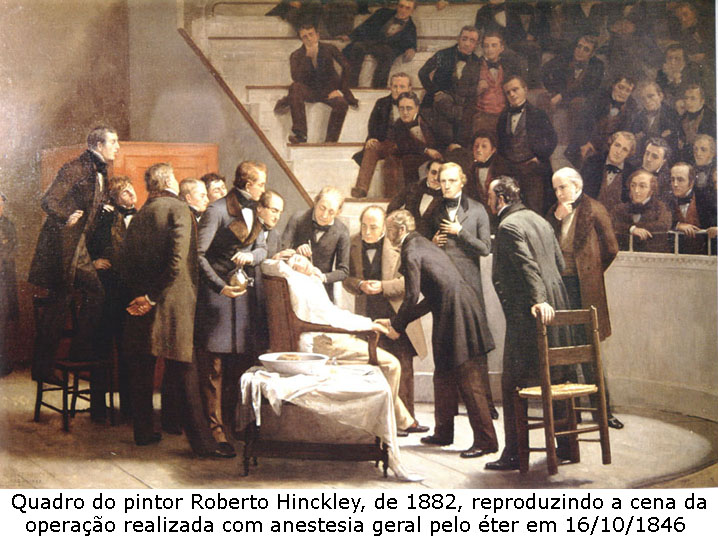 Quadro do pintor Roberto Hinckley, de 1882, reproduzindo a cena da
operação realizada com anestesia geral pelo éter em 16/10/1846